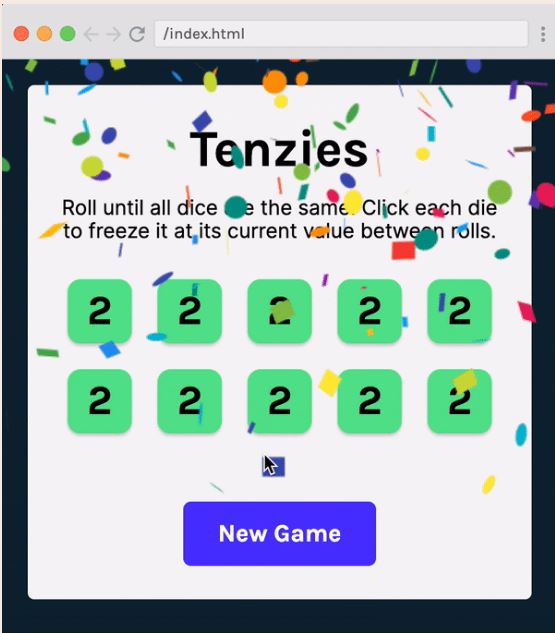 /index.html
Tenzies
Roll until all dice are the same. Click each die
to freeze it at its current value between rolls.
2 2 2 2 2
2 2 2 2 2
New Game